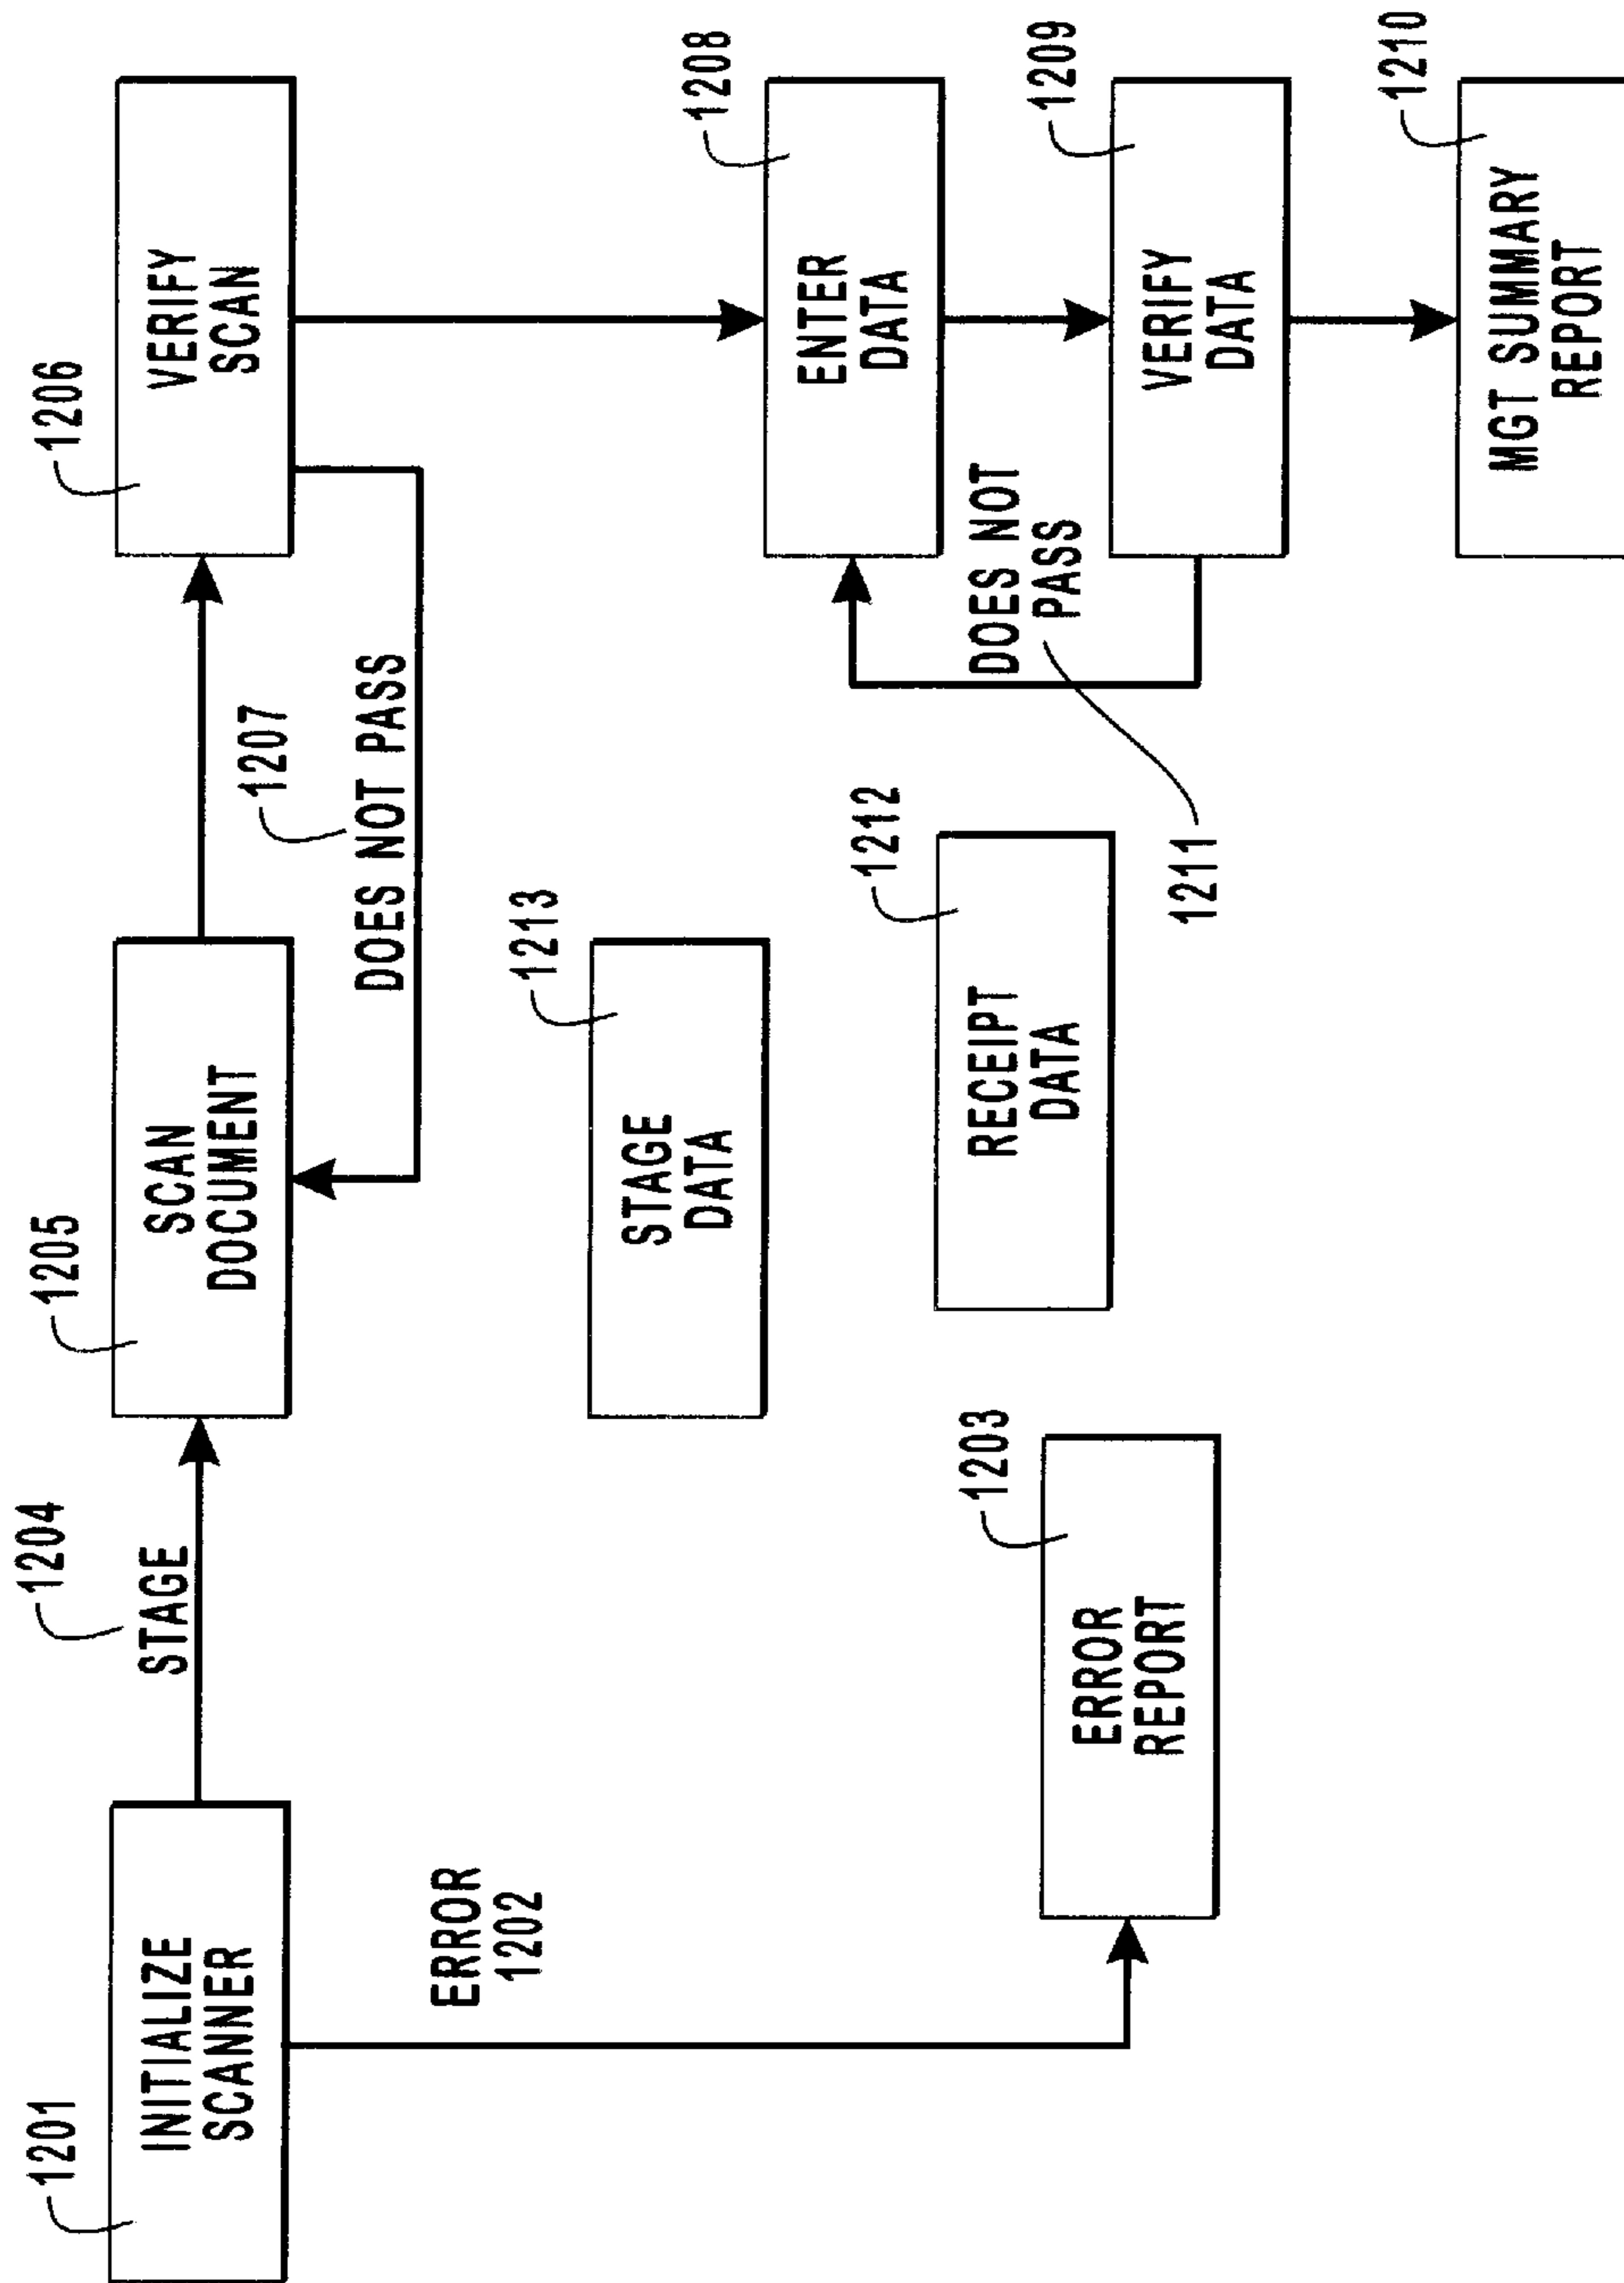 1201
INITIALIZE
SCANNER
1204
STAGE
1205
SCAN
DOCUMENT
1206
VERIFY
SCAN
1207
DOES NOT PASS
ERROR
1202
1203
ERROR
REPORT
1213
STAGE
DATA
1212
RECEIPT
DATA
1208
ENTER
DATA
DOES NOT
PASS
1211
1209
VERIFY
DATA
1210
MGT SUMMARY
REPORT